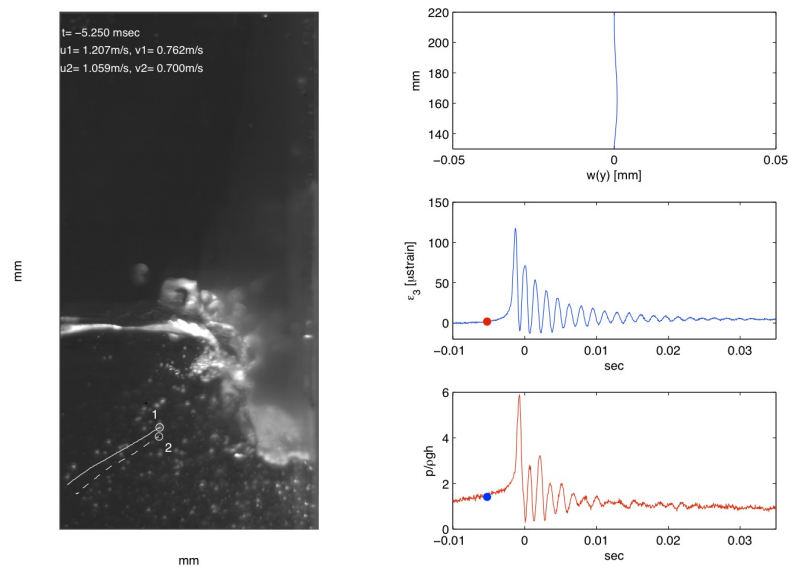 t= −5.250 msec
u1= 1.207m/s, v1= 0.762m/s
u2= 1.059m/s, v2= 0.700m/s
1
2
mm
mm
220
200
180
160
140
mm
−0.05
0
0.05
w(y) [mm]
150
100
50
0
ε3 [μstrain]
−0.01
0
0.01
0.02
0.03
sec
6
4
2
0
p/ρgh
−0.01
0
0.01
0.02
0.03
sec